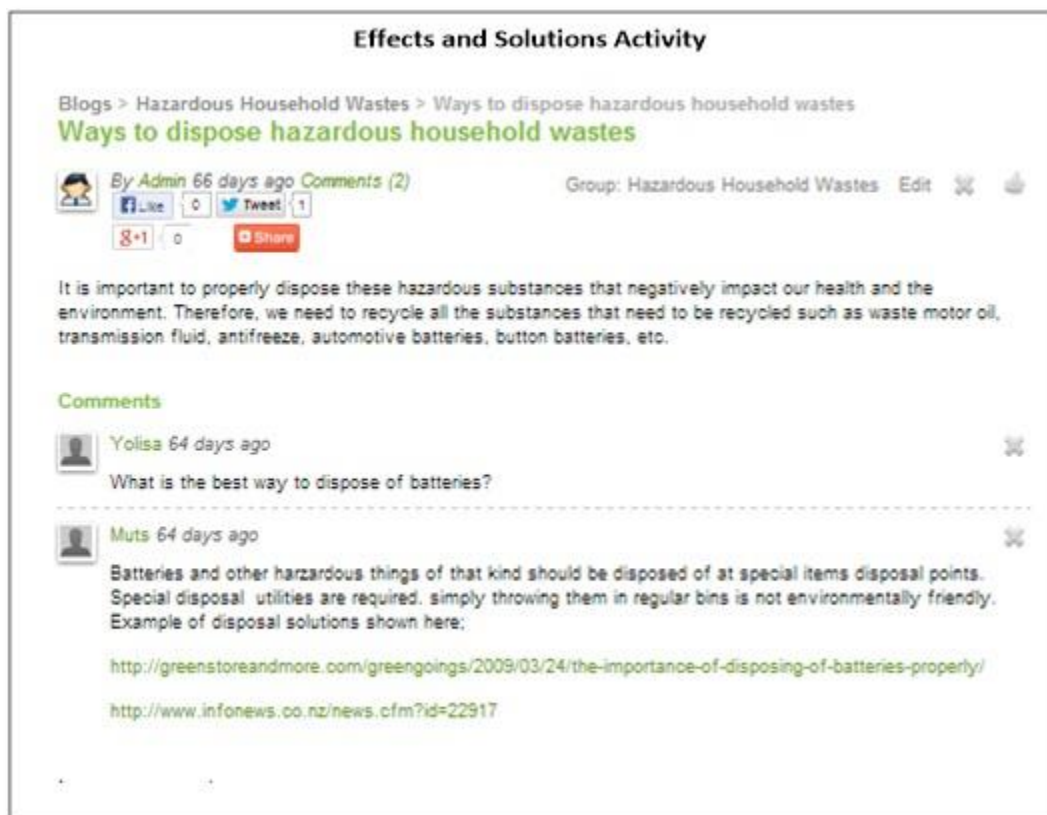 Effects and Solutions Activity
Blogs > Hazardous Household Wastes > Ways to dispose hazardous household wastes
Ways to dispose hazardous household wastes
By Admin 66 days ago Comments (2)
Group: Hazardous Household Wastes Edit
Like 0 Tweet 1
g+1 0 Share
It is important to properly dispose these hazardous substances that negatively impact our health and the
environment. Therefore, we need to recycle all the substances that need to be recycled such as waste motor oil,
transmission fluid, antifreeze, automotive batteries, button batteries, etc.
Comments
Yolisa 64 days ago
What is the best way to dispose of batteries?
Muts 64 days ago
Batteries and other harzardous things of that kind should be disposed of at special items disposal points.
Special disposal utilities are required. simply throwing them in regular bins is not environmentally friendly.
Example of disposal solutions shown here;
http://greenstoreandmore.com/greengoings/2009/03/24/the-importance-of-disposing-of-batteries-properly/
http://www.infonews.co.nz/news.cfm?id=22917